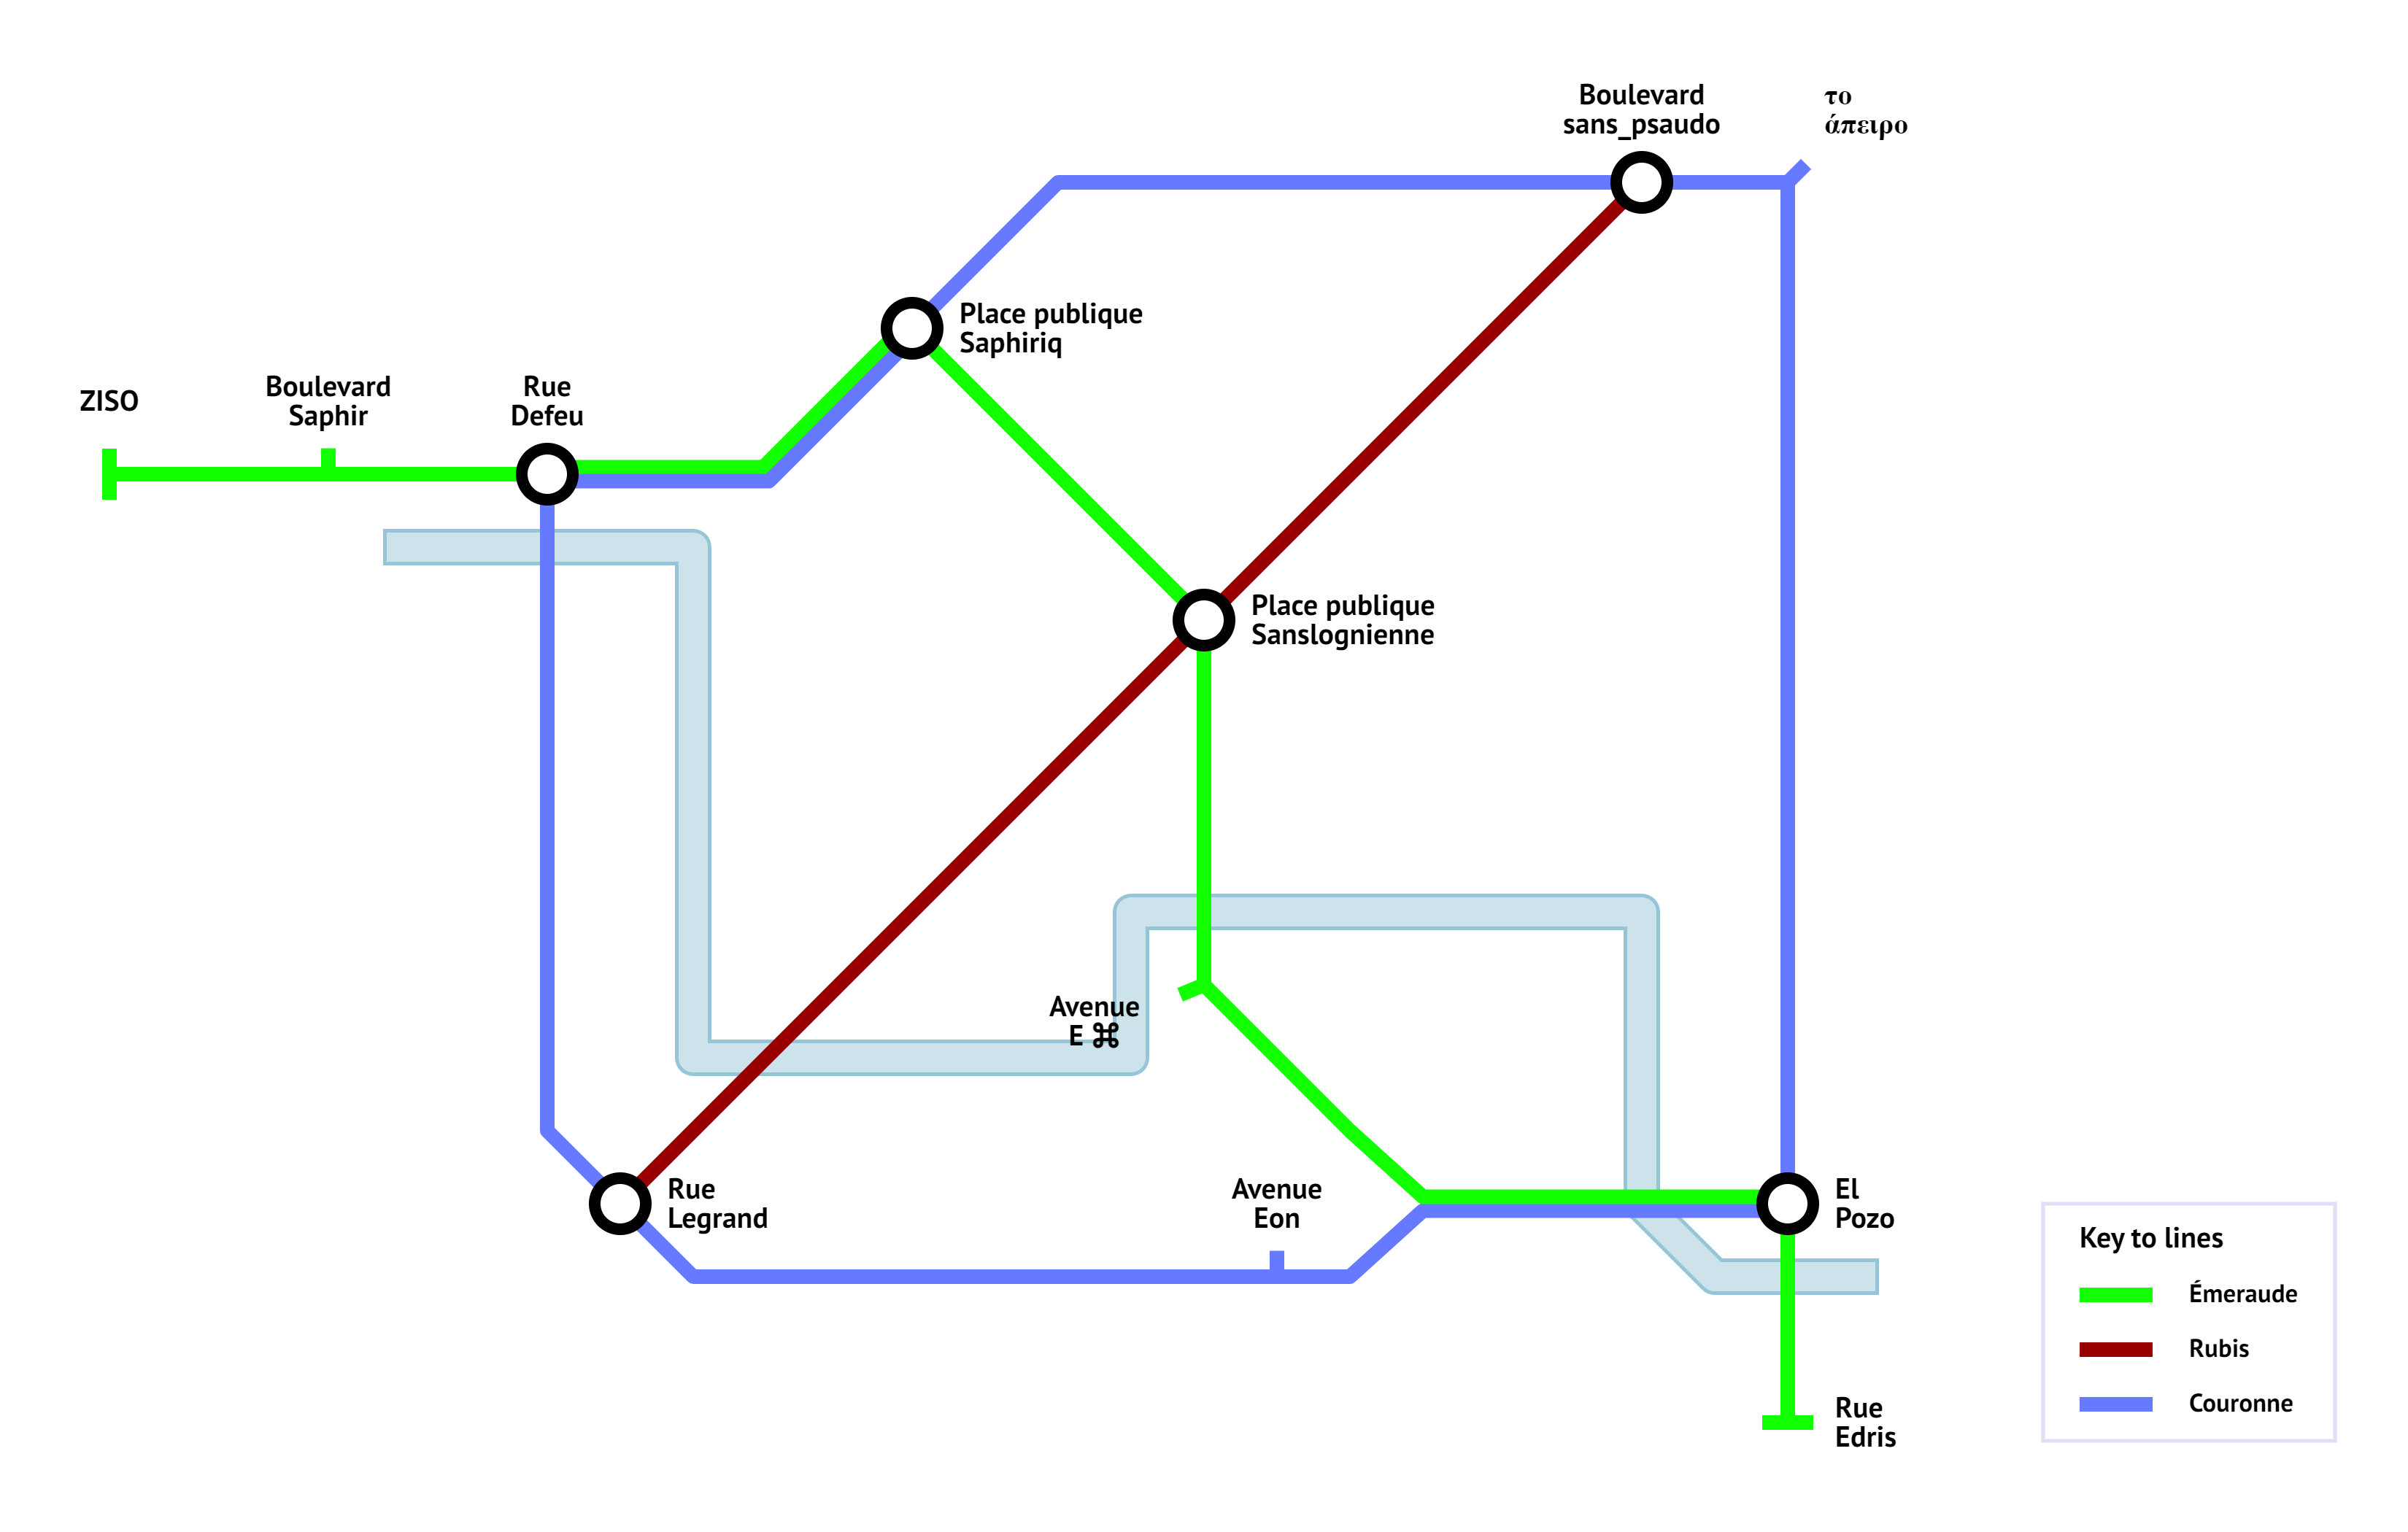 Boulevard
sans_psaudo
το
άπειρο
Place publique
Saphiriq
ZISO
Boulevard
Saphir
Rue
Defeu
Place publique
Sanslognienne
Avenue
E ⌘
Rue
Legrand
Avenue
Eon
El
Pozo
Rue
Edris
Key to lines
Émeraude
Rubis
Couronne